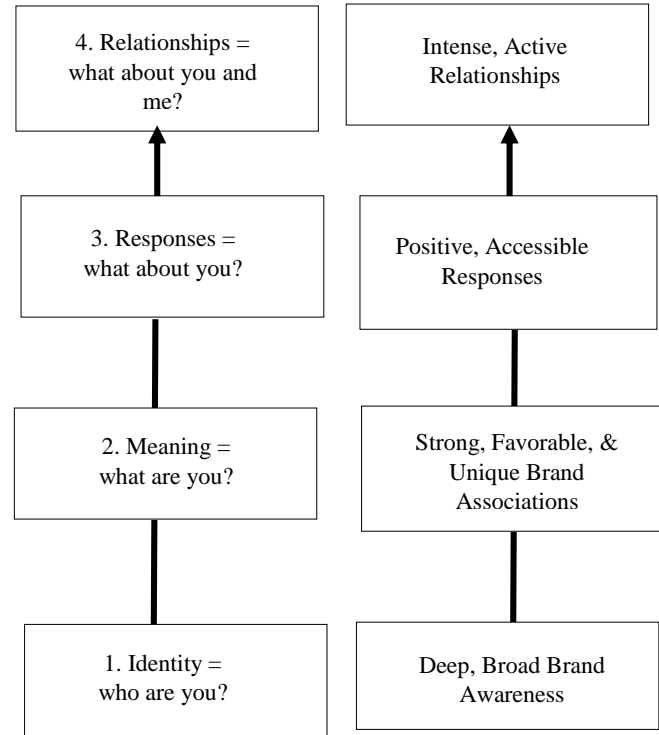 4. Relationships =
what about you and
me?
Intense, Active
Relationships
3. Responses =
what about you?
Positive, Accessible
Responses
2. Meaning =
what are you?
Strong, Favorable, &
Unique Brand
Associations
1. Identity =
who are you?
Deep, Broad Brand
Awareness